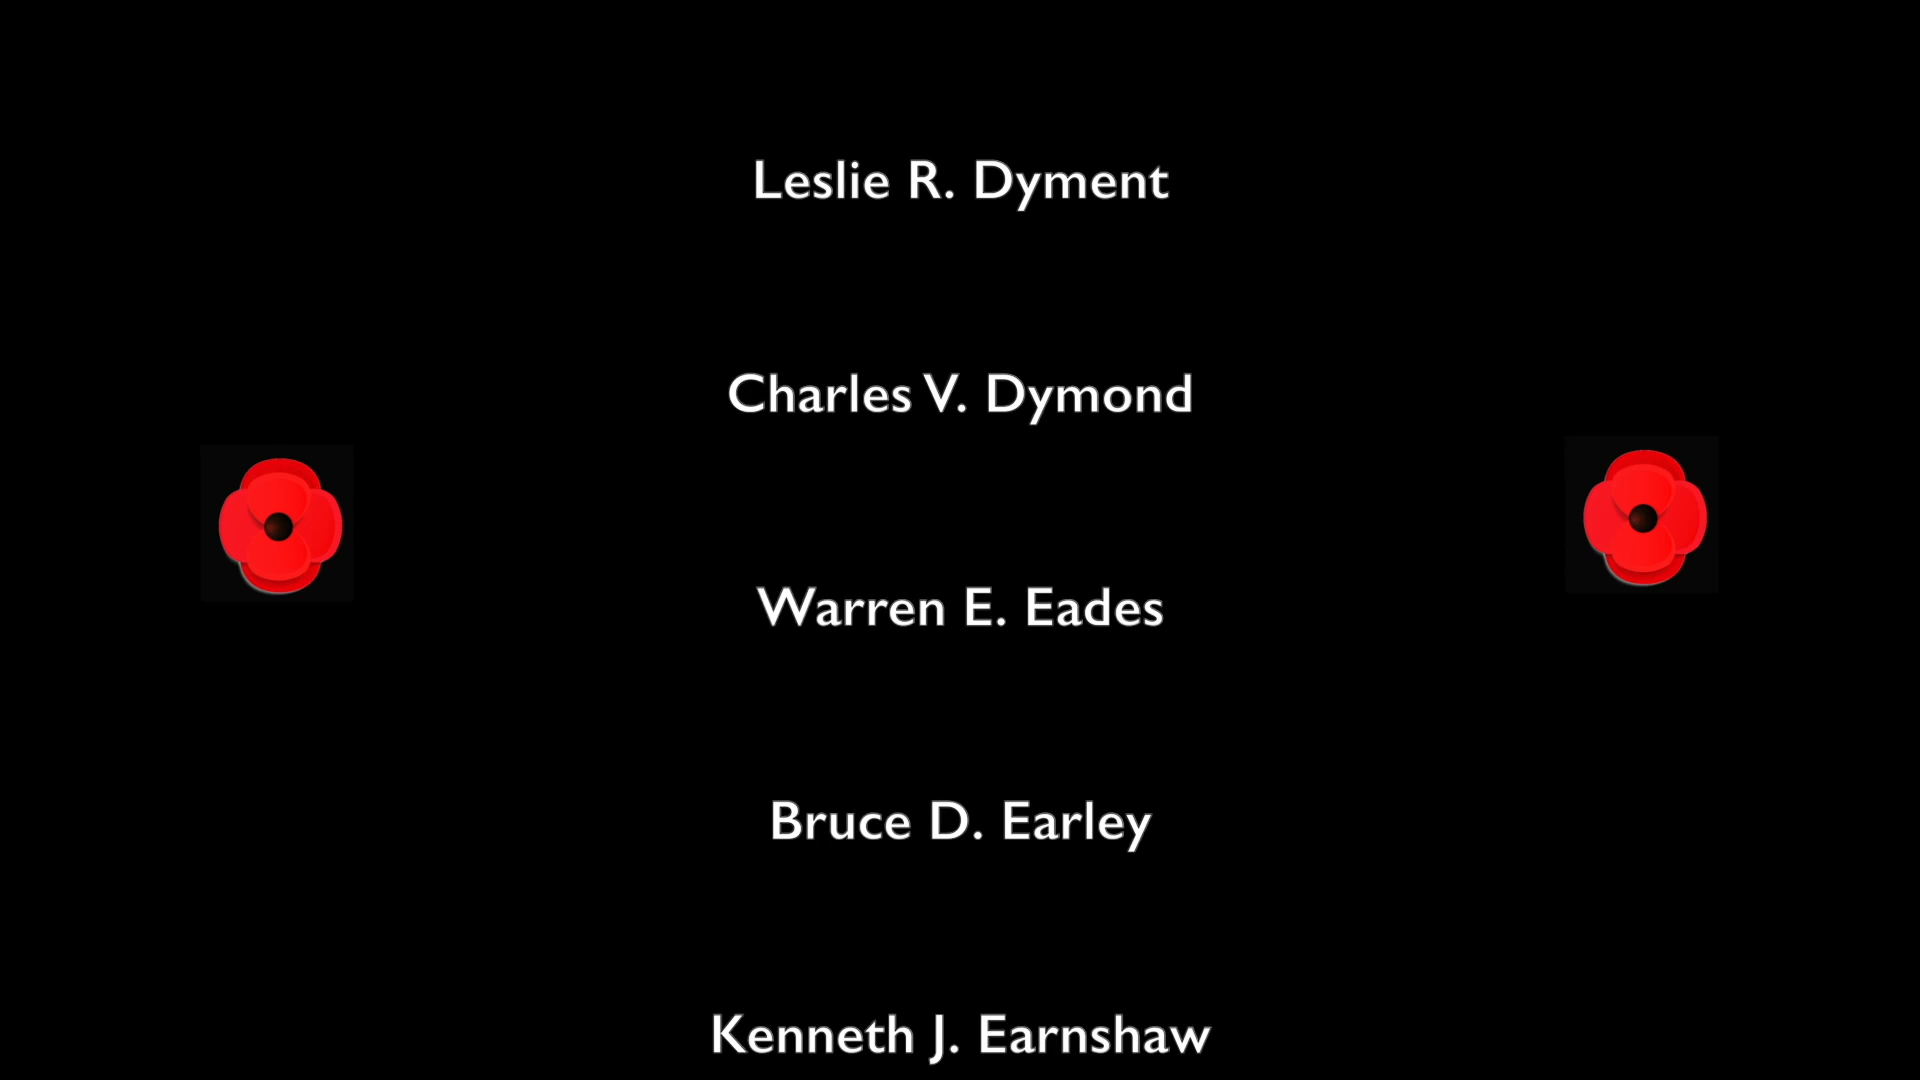 Leslie R. Dyment
Charles V. Dymond
Warren E. Eades
Bruce D. Earley
Kenneth J. Earnshaw